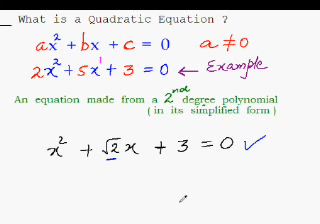 What is a Quadratic Equation ?
ax² + bx + c = 0 a ≠ 0
2x² + 5x¹ + 3 = 0 ← Example
An equation made from a 2nd degree polynomial
( in its simplified form )
x² + √2 x + 3 = 0 ✓